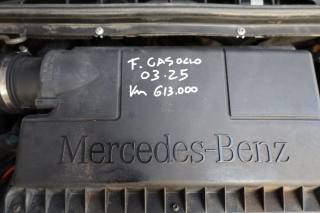 F. GASOLIO
03.25
Km 613.000
Mercedes-Benz